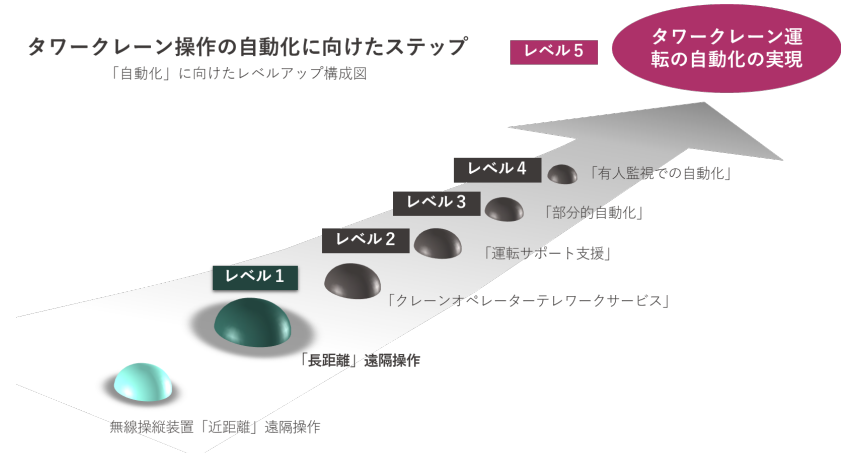 タワークレーン操作の自動化に向けたステップ
「自動化」に向けたレベルアップ構成図
レベル５
タワークレーン運
転の自動化の実現
レベル４
「有人監視での自動化」
レベル３
「部分的自動化」
レベル２
「運転サポート支援」
レベル１
「クレーンオペレーターテレワークサービス」
「長距離」遠隔操作
無線操縦装置「近距離」遠隔操作